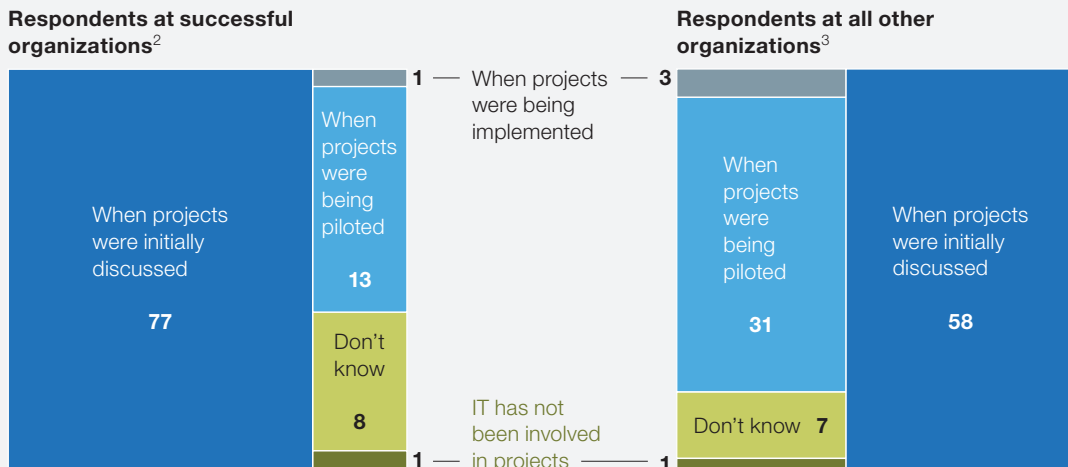 Respondents at successful
organizations2
Respondents at all other
organizations3
When projects
were initially
discussed
77
When
projects
were
being
piloted
13
Don't
know
8
1
When projects
were being
implemented
3
IT has not
been involved
in projects
1
1
When
projects
were
being
piloted
31
Don't know 7
When projects
were initially
discussed
58